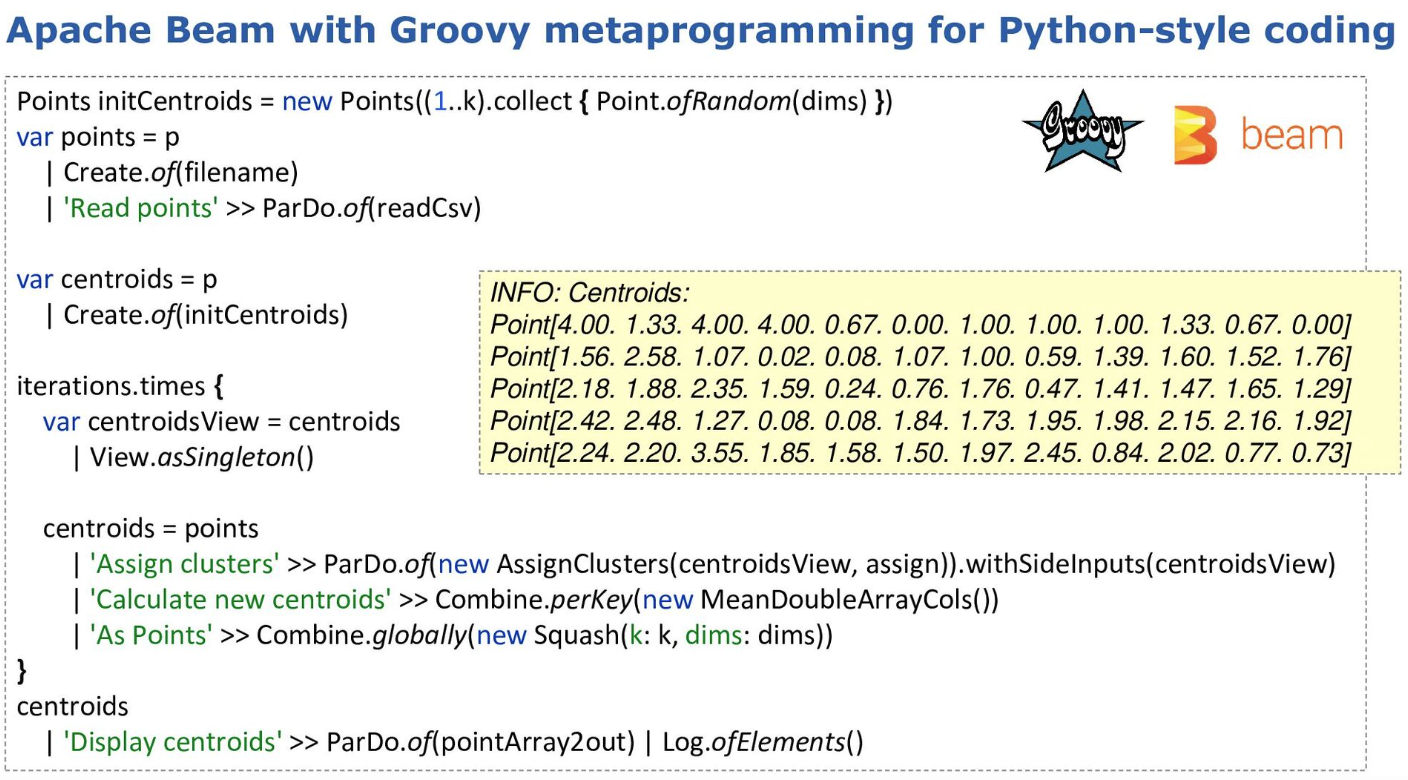 Apache Beam with Groovy metaprogramming for Python-style coding
Points initCentroids = new Points((1..k).collect { Point.ofRandom(dims) })
var points = p
| Create.of(filename)
| 'Read points' >> ParDo.of(readCsv)
Groovy
beam
var centroids = p
| Create.of(initCentroids)
iterations.times {
var centroidsView = centroids
| View.asSingleton()
INFO: Centroids:
Point[4.00. 1.33. 4.00. 4.00. 0.67. 0.00. 1.00. 1.00. 1.00. 1.33. 0.67. 0.00]
Point[1.56. 2.58. 1.07. 0.02. 0.08. 1.07. 1.00. 0.59. 1.39. 1.60. 1.52. 1.76]
Point[2.18. 1.88. 2.35. 1.59. 0.24. 0.76. 1.76. 0.47. 1.41. 1.47. 1.65. 1.29]
Point[2.42. 2.48. 1.27. 0.08. 0.08. 1.84. 1.73. 1.95. 1.98. 2.15. 2.16. 1.92]
Point[2.24. 2.20. 3.55. 1.85. 1.58. 1.50. 1.97. 2.45. 0.84. 2.02. 0.77. 0.73]
centroids = points
| 'Assign clusters' >> ParDo.of(new AssignClusters(centroidsView, assign)).withSideInputs(centroidsView)
| 'Calculate new centroids' >> Combine.perKey(new MeanDoubleArrayCols())
| 'As Points' >> Combine.globally(new Squash(k: k, dims: dims))
}
centroids
| 'Display centroids' >> ParDo.of(pointArray2out) | Log.ofElements()